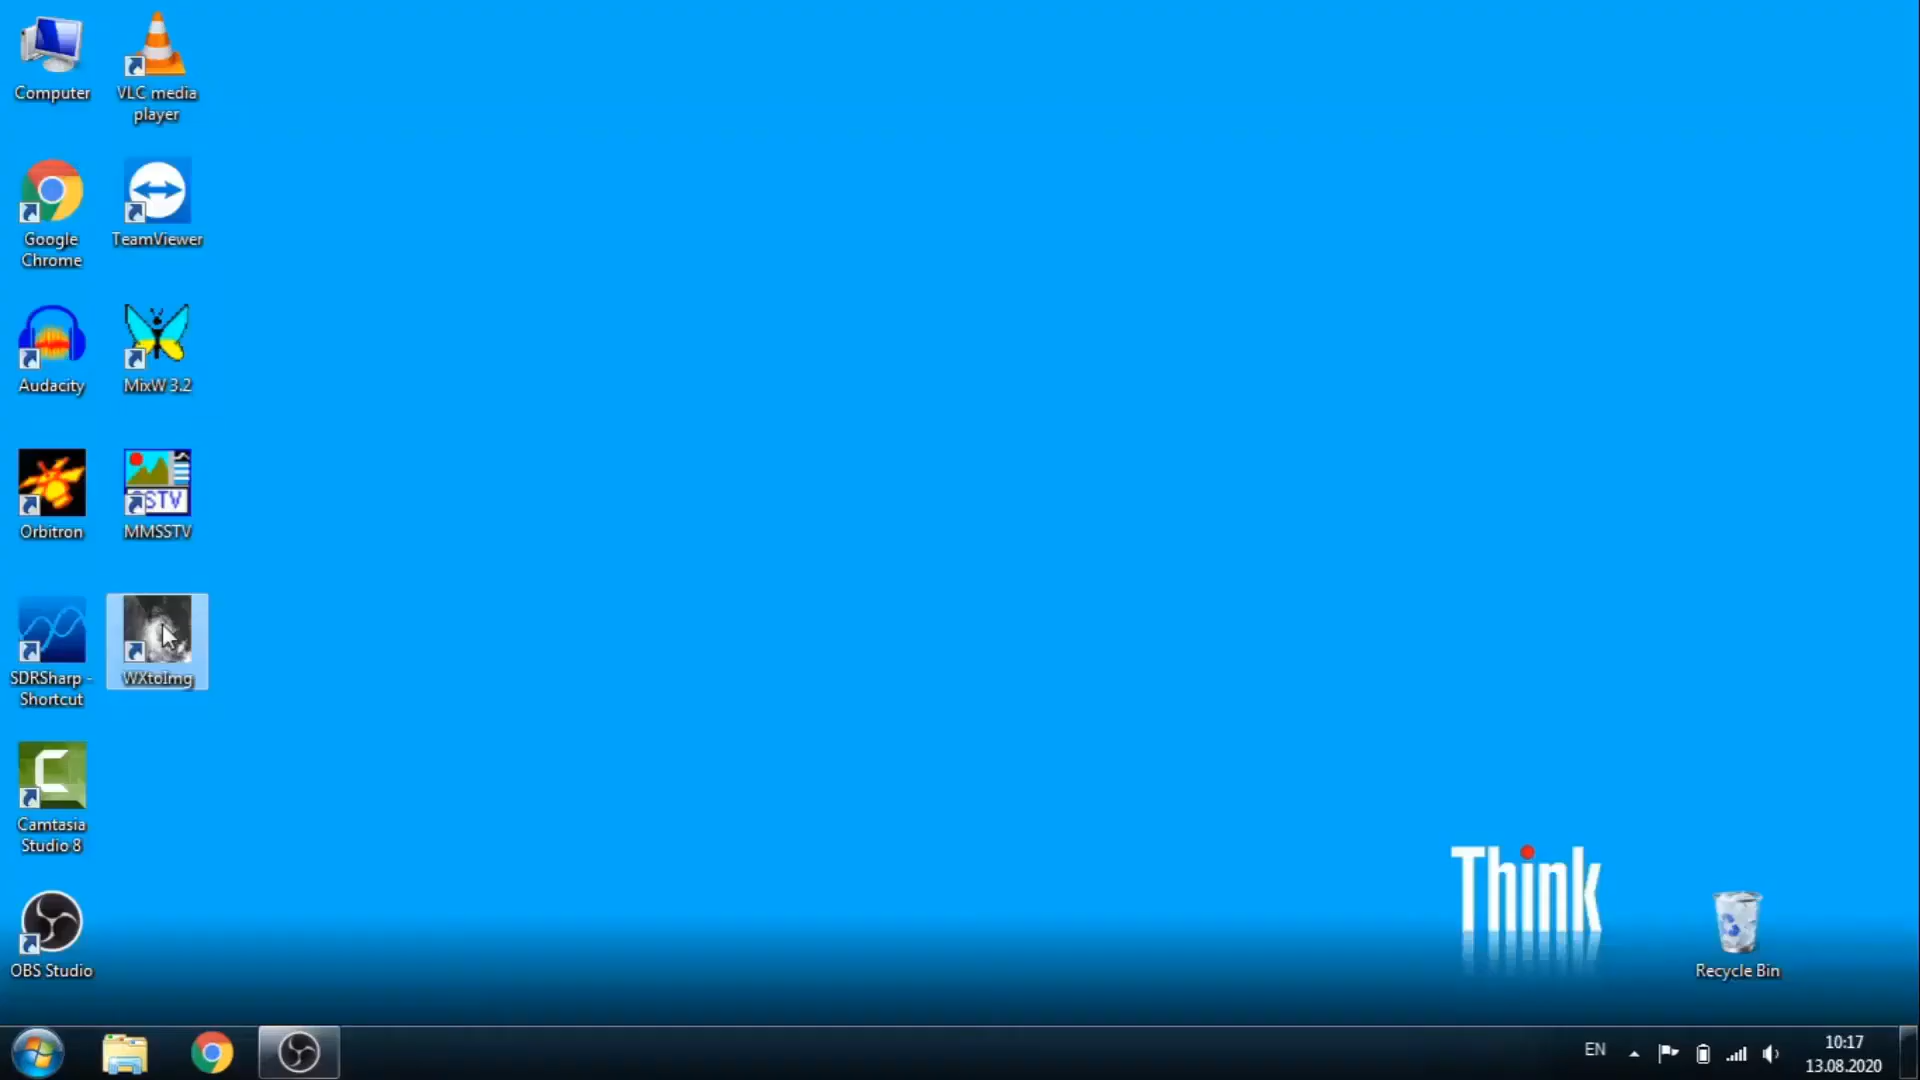 Computer
VLC media
player
Google
Chrome
TeamViewer
Audacity
MixW 3.2
Orbitron
STV
MMSSTV
SDRSharp -
Shortcut
WXtoImg
Camtasia
Studio 8
OBS Studio
Think
Recycle Bin
EN
10:17
13.08.2020